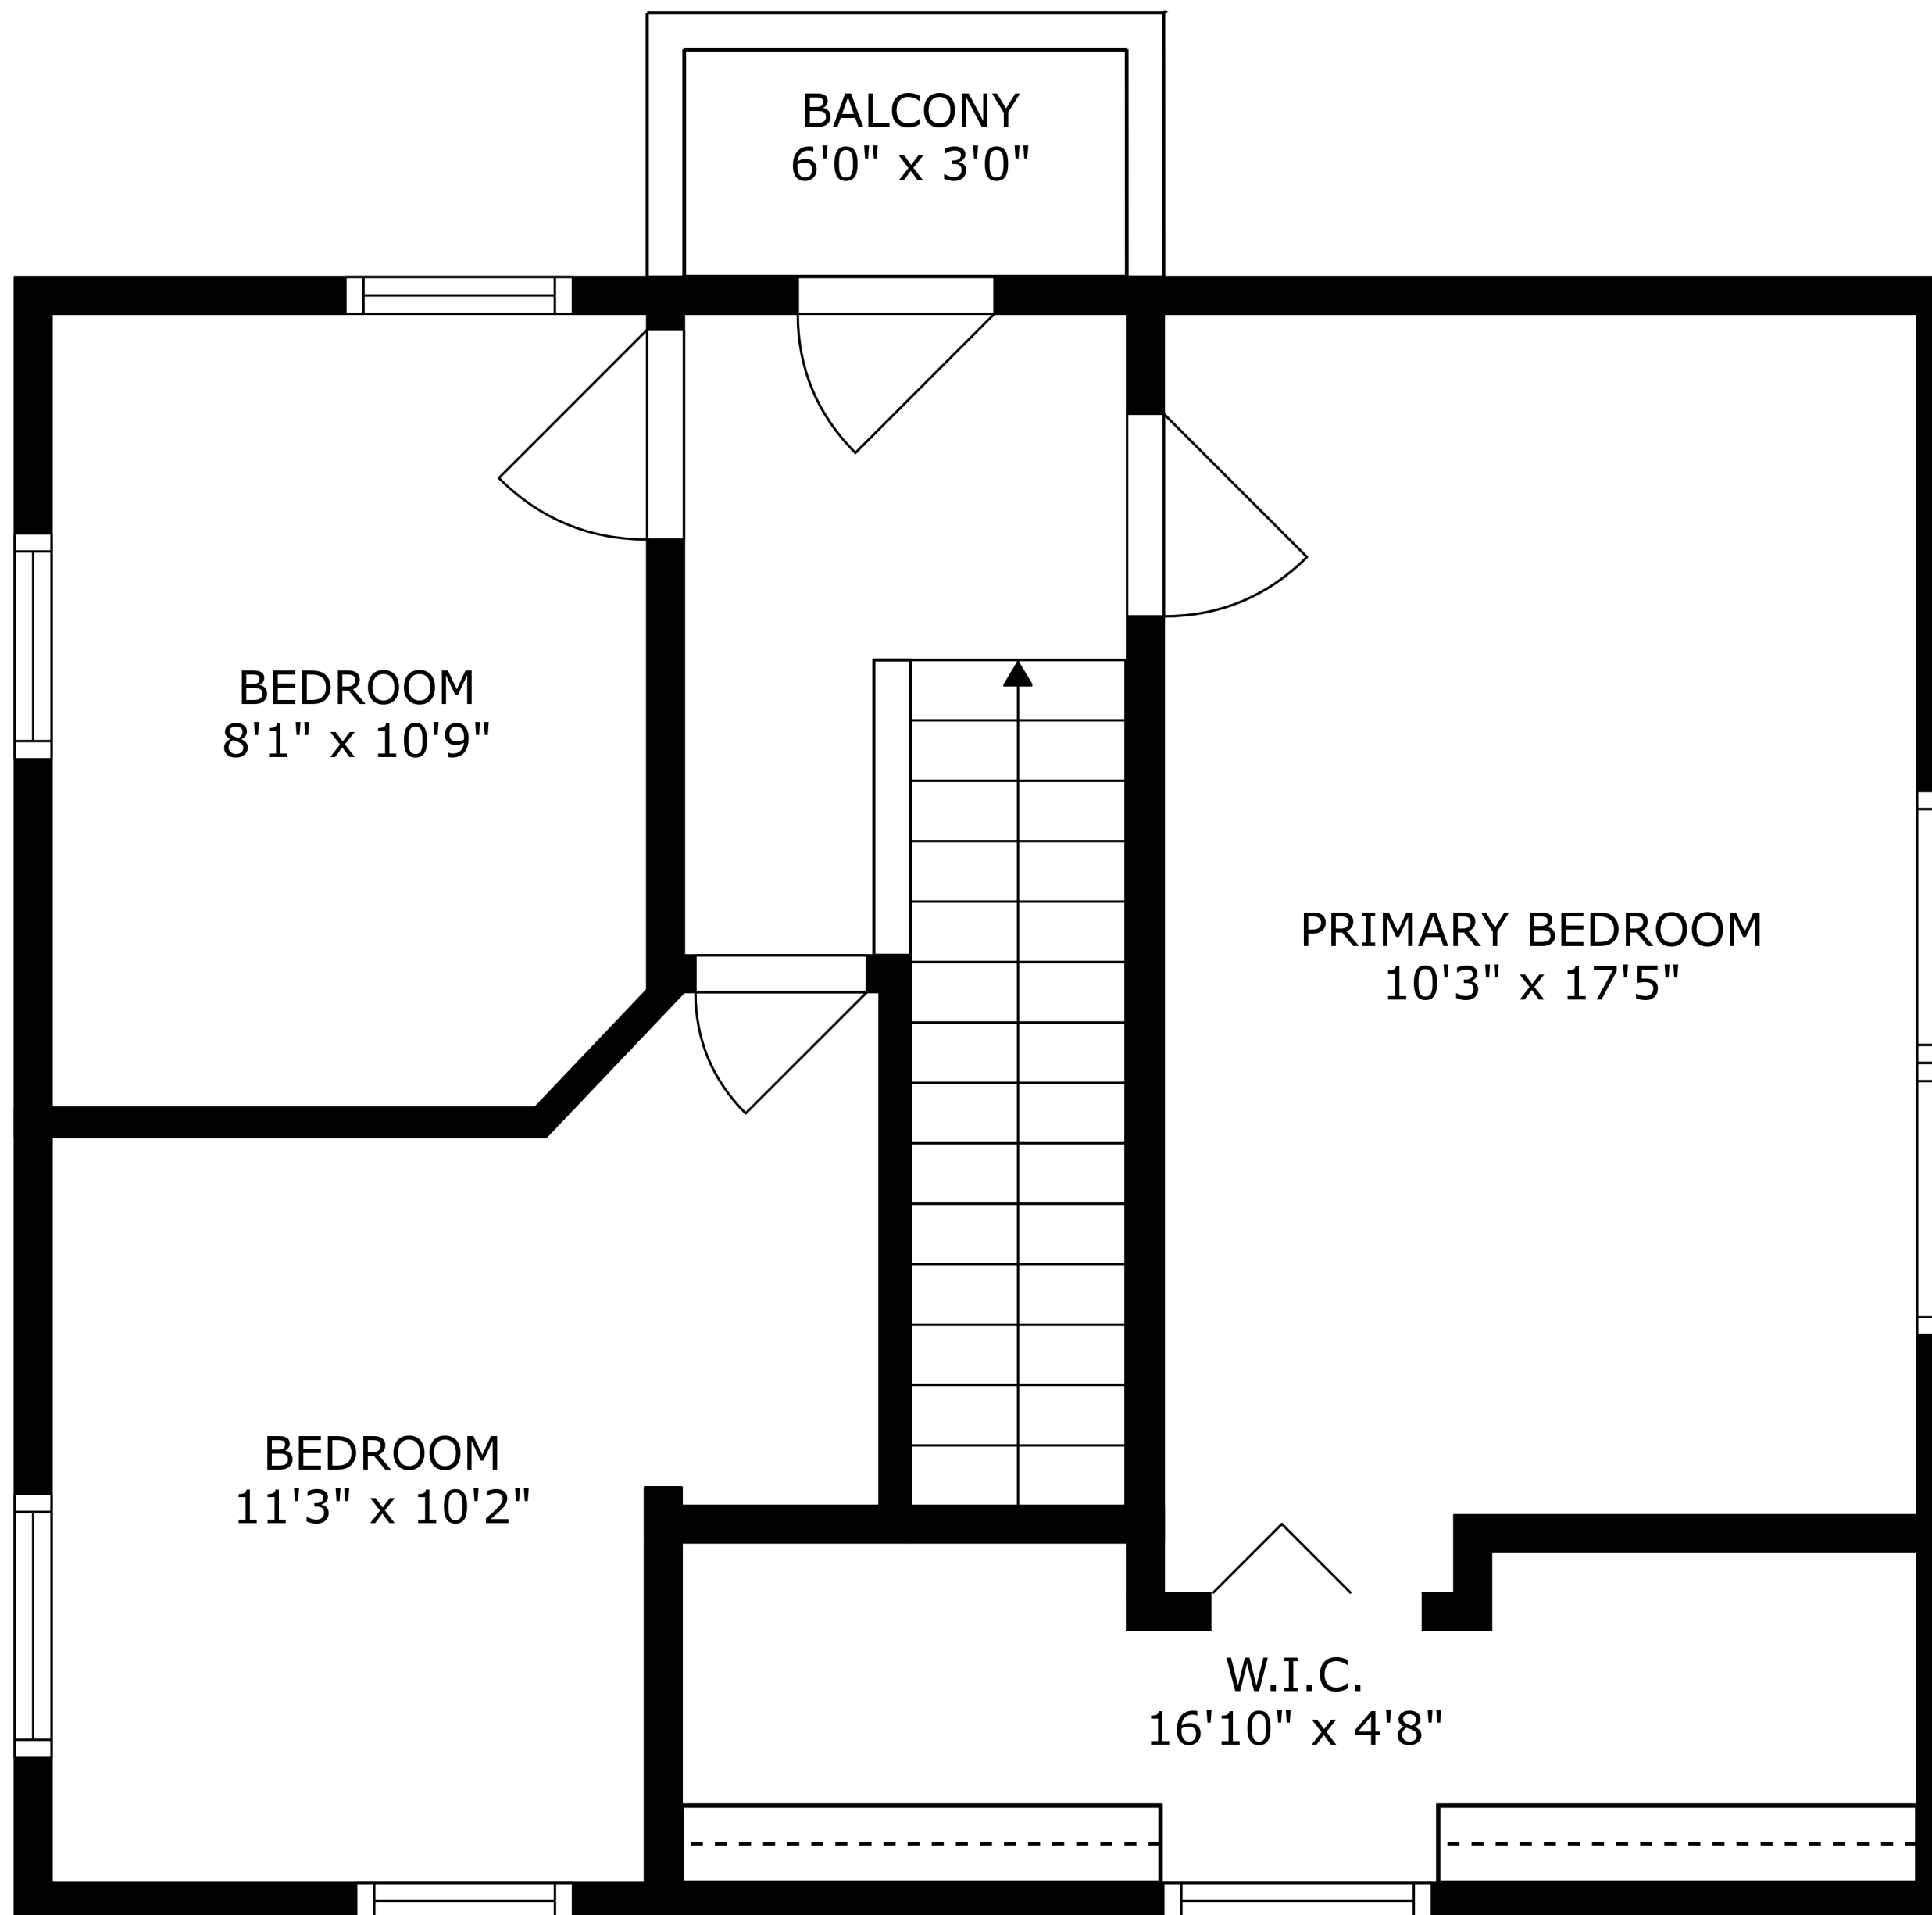 BALCONY
6'0" x 3'0"
BEDROOM
8'1" x 10'9"
PRIMARY BEDROOM
10'3" x 17'5"
BEDROOM
11'3" x 10'2"
W.I.C.
16'10" x 4'8"